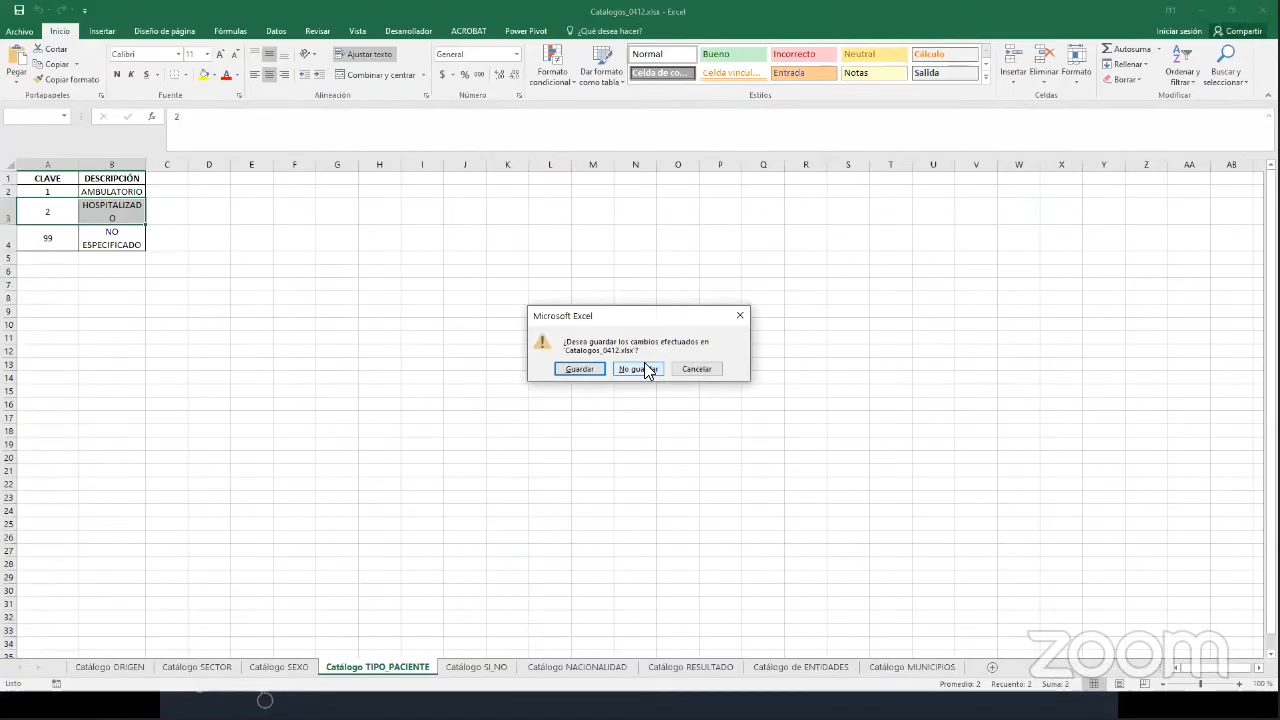 Catalogos_0412.xlsx - Excel
Archivo Inicio Insertar Diseño de página Fórmulas Datos Revisar Vista Desarrollador ACROBAT Power Pivot ¿Qué desea hacer? Iniciar sesión Compartir
Pegar
Cortar
Copiar
Copiar formato
Portapapeles
Calibri 11
N K S
Fuente
Ajustar texto
Combinar y centrar
Alineación
General
$ % 000
Número
Formato condicional
Dar formato como tabla
Normal Bueno Incorrecto Neutral Cálculo
Celda de co... Celda vincul... Entrada Notas Salida
Estilos
Insertar Eliminar Formato
Celdas
Autosuma
Rellenar
Borrar
Ordenar y filtrar
Buscar y seleccionar
Modificar
fx 2
A B C D E F G H I J K L M N O P Q R S T U V W X Y Z AA AB
1 CLAVE DESCRIPCIÓN
2 1 AMBULATORIO
3 2 HOSPITALIZAD
O
4 99 NO
ESPECIFICADO
5
6
7
8
9
10
11
12
13
14
15
16
17
18
19
20
21
22
23
24
25
26
27
28
29
30
31
32
33
34
Microsoft Excel
¿Desea guardar los cambios efectuados en
'Catalogos_0412.xlsx'?
Guardar Cancelar
Catálogo ORIGEN Catálogo SECTOR Catálogo SEXO Catálogo TIPO_PACIENTE Catálogo SI_NO Catálogo NACIONALIDAD Catálogo RESULTADO Catálogo de ENTIDADES Catálogo MUNICIPIOS
Listo Promedio: 2 Recuento: 2 Suma: 2 100 %
zoom